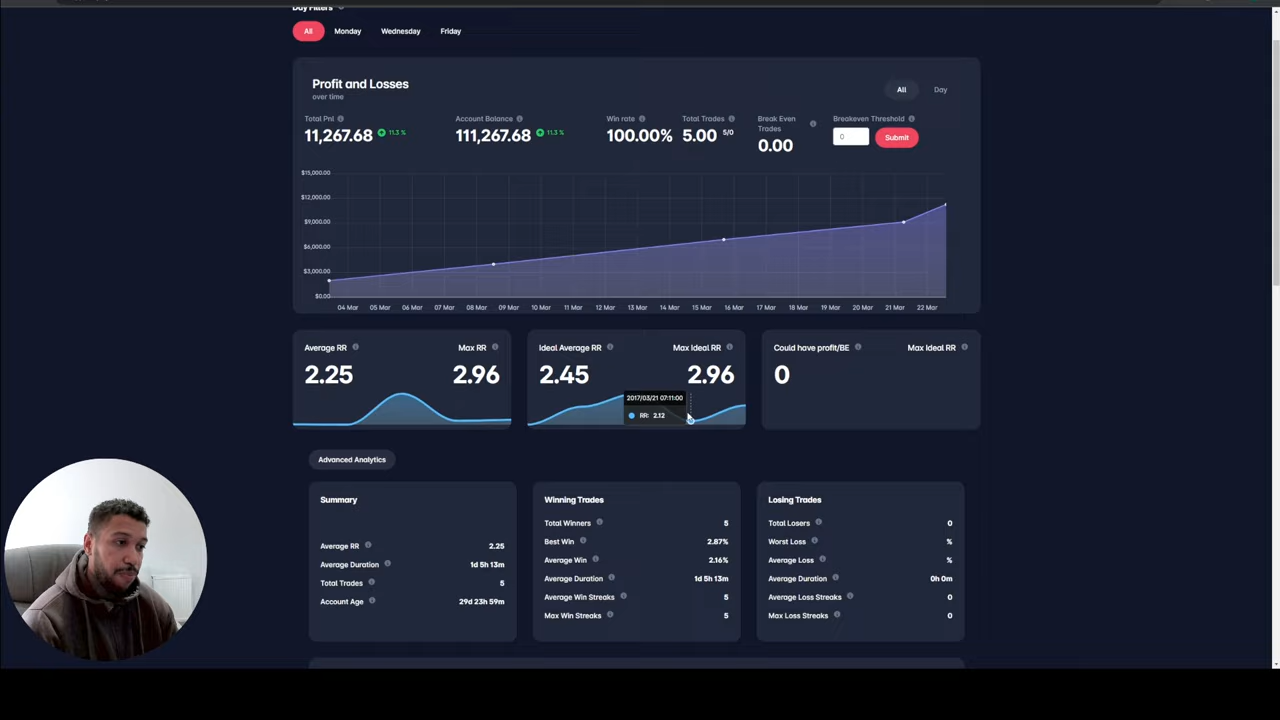 Day Filters
All Monday Wednesday Friday
Profit and Losses
over time
All Day
Total Pnl
11,267.68 11.3 %
Account Balance
111,267.68 11.3 %
Win rate
100.00%
Total Trades
5.00 5/0
Break Even
Trades
0.00
Breakeven Threshold
0 Submit
$15,000.00
$12,000.00
$9,000.00
$6,000.00
$3,000.00
$0.00
04 Mar 05 Mar 06 Mar 07 Mar 08 Mar 09 Mar 10 Mar 11 Mar 12 Mar 13 Mar 14 Mar 15 Mar 16 Mar 17 Mar 18 Mar 19 Mar 20 Mar 21 Mar 22 Mar
Average RR Max RR
2.25 2.96
Ideal Average RR Max Ideal RR
2.45 2.96
2017/03/21 07:11:00
RR: 2.12
Could have profit/BE Max Ideal RR
0
Advanced Analytics
Summary
Average RR 2.25
Average Duration 1d 5h 13m
Total Trades 5
Account Age 29d 23h 59m
Winning Trades
Total Winners 5
Best Win 2.87%
Average Win 2.16%
Average Duration 1d 5h 13m
Average Win Streaks 5
Max Win Streaks 5
Losing Trades
Total Losers 0
Worst Loss %
Average Loss %
Average Duration 0h 0m
Average Loss Streaks 0
Max Loss Streaks 0